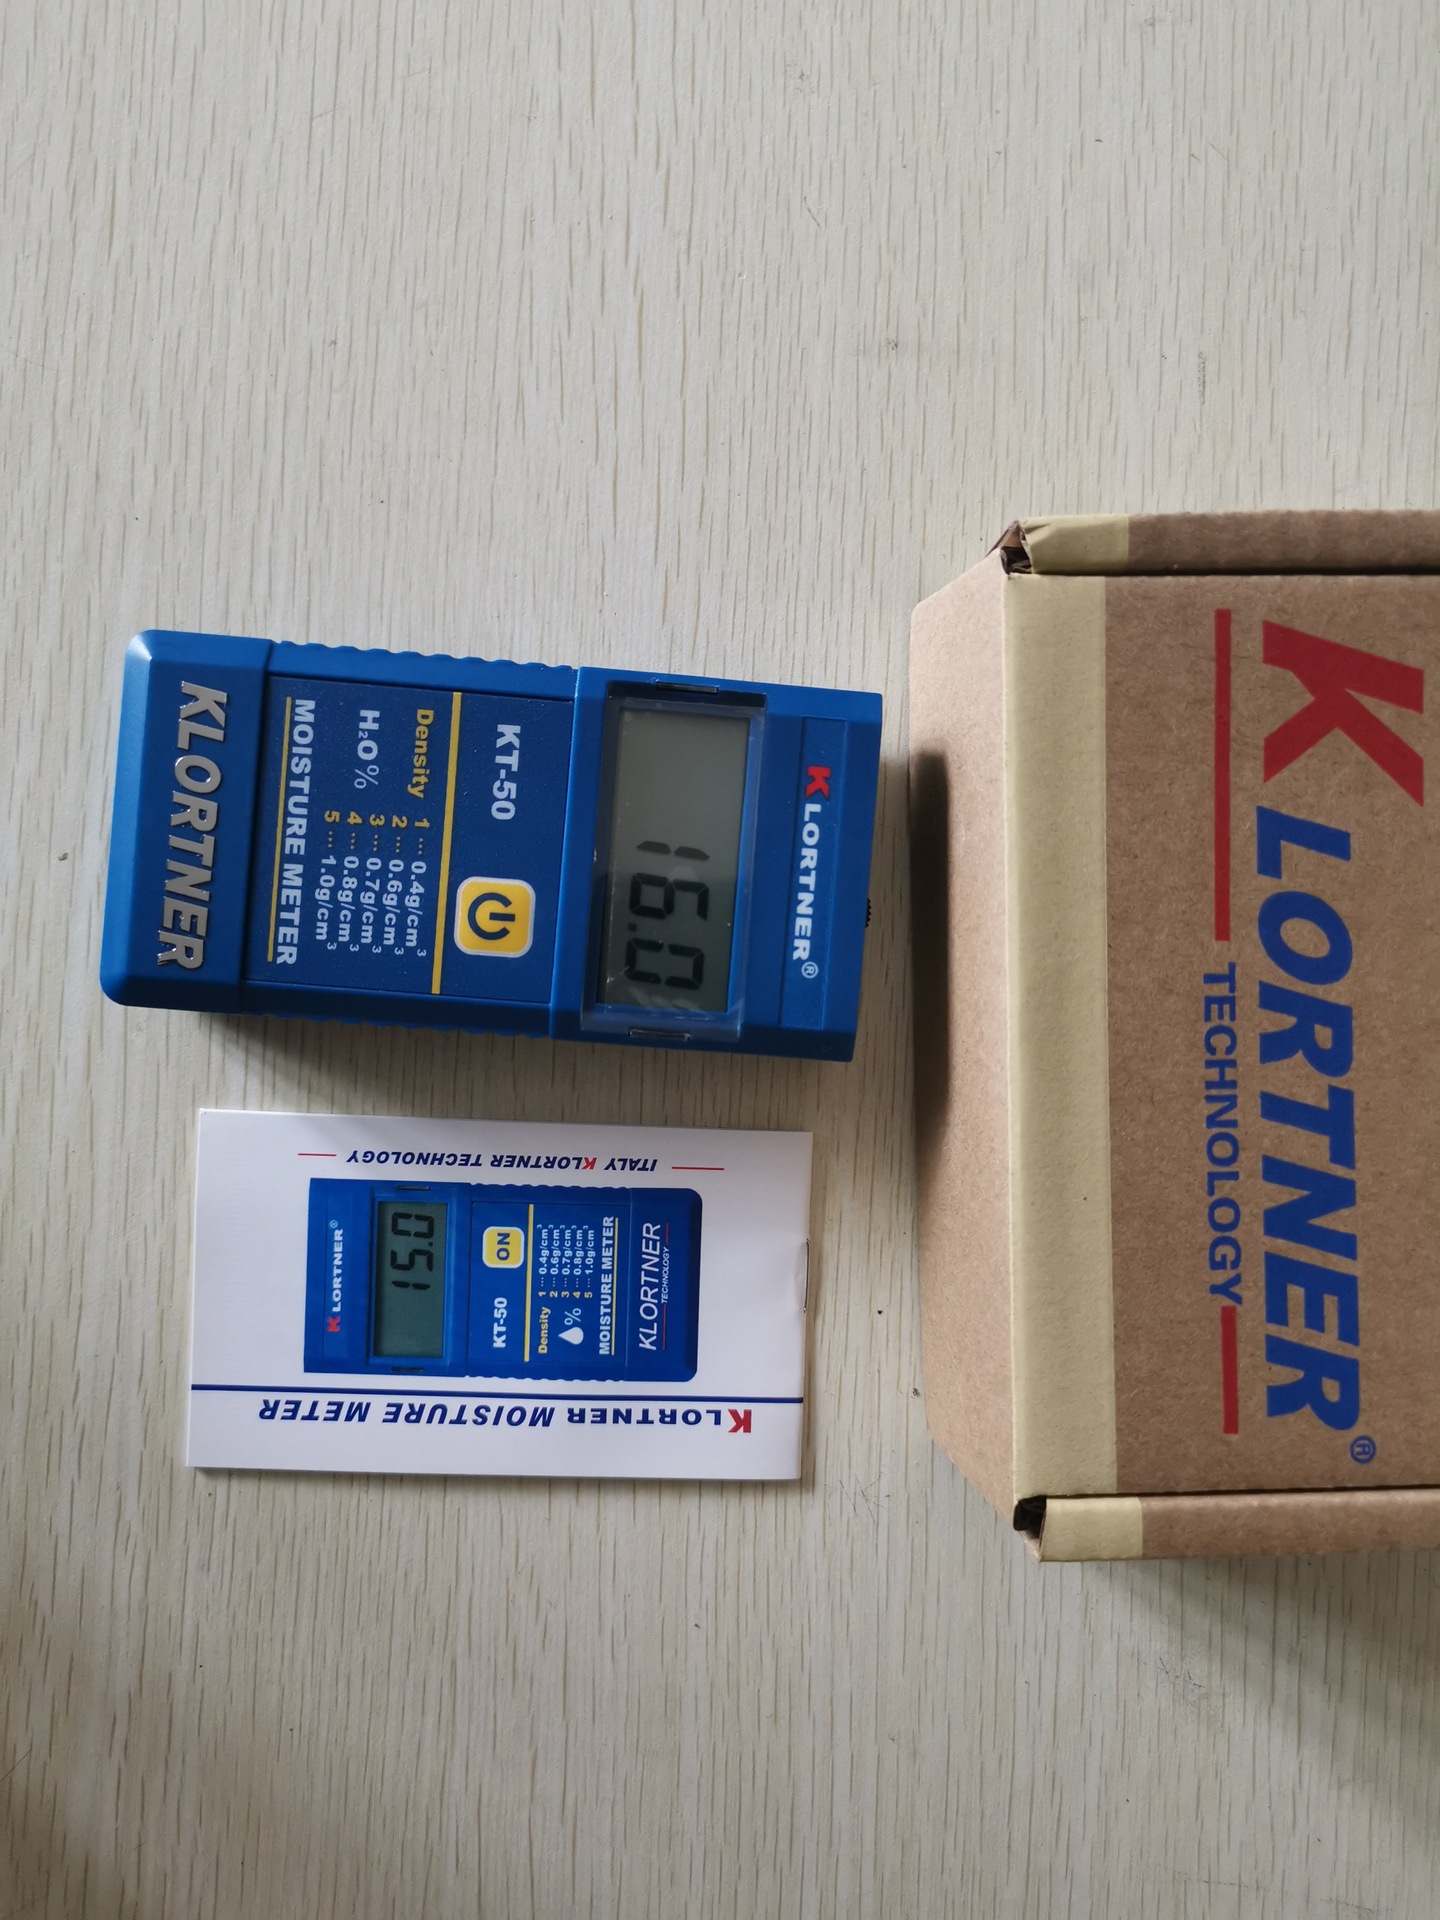 KLORTNER®
16.0
KT-50
Density 1 ... 0.4g/cm³
2 ... 0.6g/cm³
H₂O% 3 ... 0.7g/cm³
4 ... 0.8g/cm³
5 ... 1.0g/cm³
MOISTURE METER
KLORTNER
KLORTNER®
TECHNOLOGY
KLORTNER MOISTURE METER
KLORTNER®
15.0
KT-50 ON
Density 1 ... 0.4g/cm³
2 ... 0.6g/cm³
% 3 ... 0.7g/cm³
4 ... 0.8g/cm³
5 ... 1.0g/cm³
MOISTURE METER
KLORTNER
TECHNOLOGY
ITALY KLORTNER TECHNOLOGY